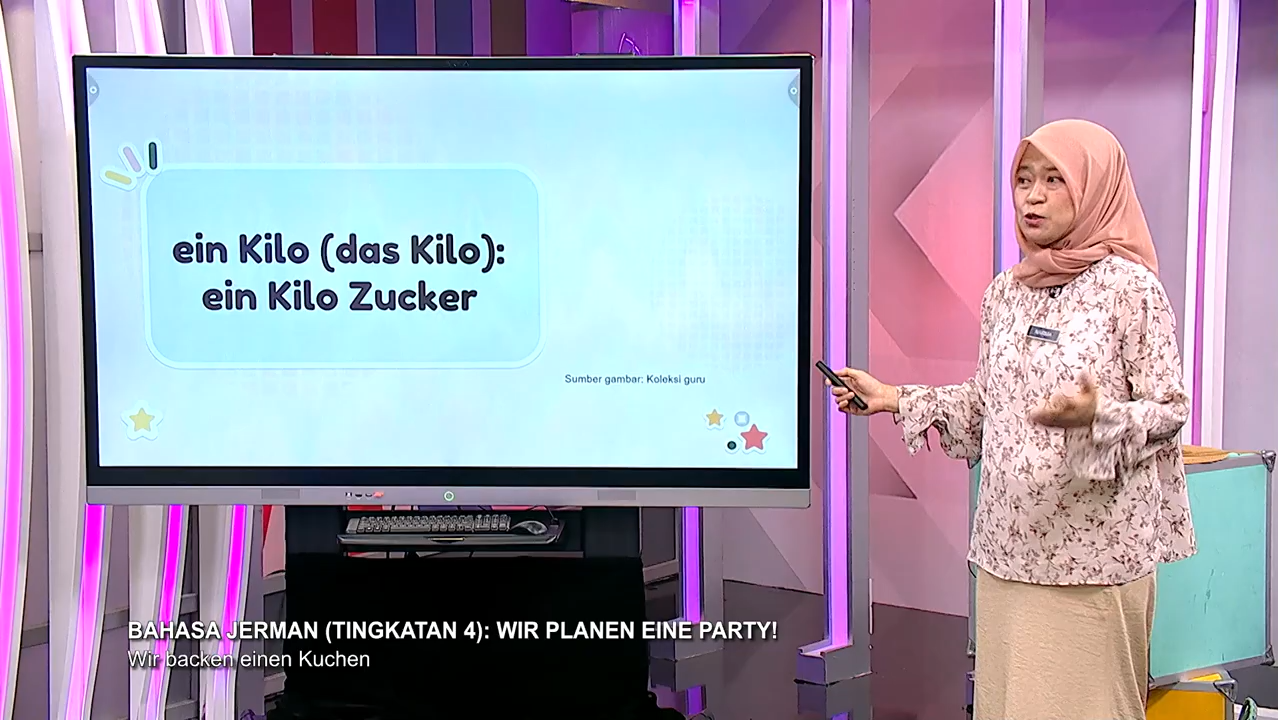 ein Kilo (das Kilo):
ein Kilo Zucker
Sumber gambar: Koleksi guru
BAHASA JERMAN (TINGKATAN 4): WIR PLANEN EINE PARTY!
Wir backen einen Kuchen